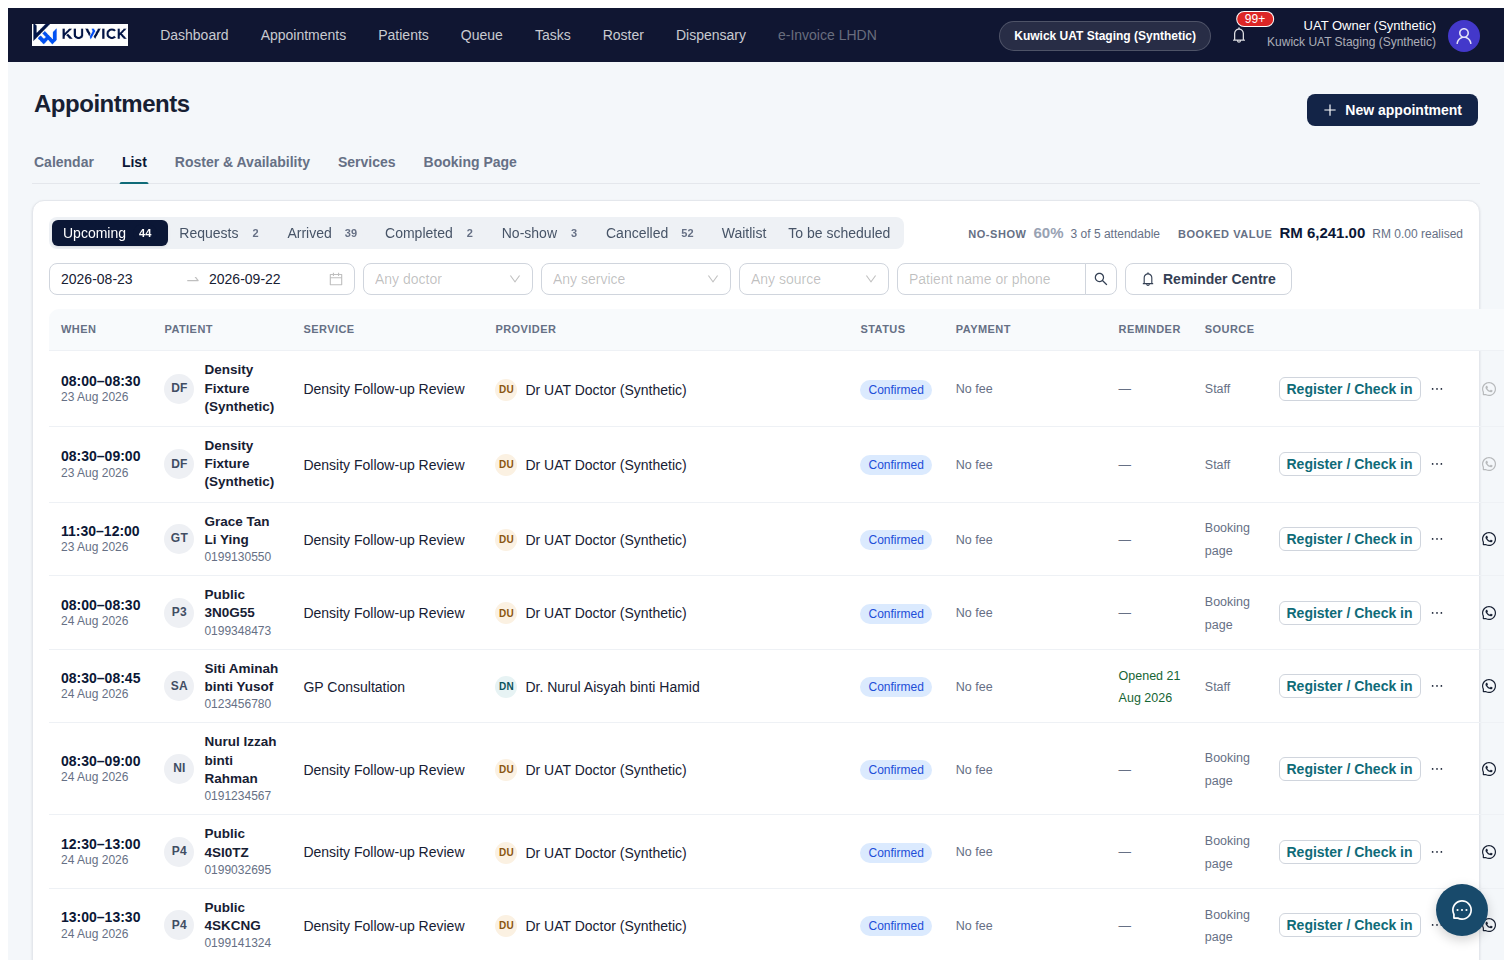 KUWICK Dashboard Appointments Patients Queue Tasks Roster Dispensary e-Invoice LHDN Kuwick UAT Staging (Synthetic) 99+ UAT Owner (Synthetic)
Kuwick UAT Staging (Synthetic)
Appointments
New appointment
Calendar List Roster & Availability Services Booking Page
Upcoming 44 Requests 2 Arrived 39 Completed 2 No-show 3 Cancelled 52 Waitlist To be scheduled NO-SHOW 60% 3 of 5 attendable BOOKED VALUE RM 6,241.00 RM 0.00 realised
2026-08-23 → 2026-09-22 Any doctor Any service Any source Patient name or phone Reminder Centre
WHEN PATIENT SERVICE PROVIDER STATUS PAYMENT REMINDER SOURCE
08:00–08:30
23 Aug 2026
DF
Density
Fixture
(Synthetic)
Density Follow-up Review DU Dr UAT Doctor (Synthetic) Confirmed No fee — Staff Register / Check in ···
08:30–09:00
23 Aug 2026
DF
Density
Fixture
(Synthetic)
Density Follow-up Review DU Dr UAT Doctor (Synthetic) Confirmed No fee — Staff Register / Check in ···
11:30–12:00
23 Aug 2026
GT
Grace Tan
Li Ying
0199130550
Density Follow-up Review DU Dr UAT Doctor (Synthetic) Confirmed No fee —
Booking
page
Register / Check in ···
08:00–08:30
24 Aug 2026
P3
Public
3N0G55
0199348473
Density Follow-up Review DU Dr UAT Doctor (Synthetic) Confirmed No fee —
Booking
page
Register / Check in ···
08:30–08:45
24 Aug 2026
SA
Siti Aminah
binti Yusof
0123456780
GP Consultation DN Dr. Nurul Aisyah binti Hamid Confirmed No fee
Opened 21
Aug 2026
Staff Register / Check in ···
08:30–09:00
24 Aug 2026
NI
Nurul Izzah
binti
Rahman
0191234567
Density Follow-up Review DU Dr UAT Doctor (Synthetic) Confirmed No fee —
Booking
page
Register / Check in ···
12:30–13:00
24 Aug 2026
P4
Public
4SI0TZ
0199032695
Density Follow-up Review DU Dr UAT Doctor (Synthetic) Confirmed No fee —
Booking
page
Register / Check in ···
13:00–13:30
24 Aug 2026
P4
Public
4SKCNG
0199141324
Density Follow-up Review DU Dr UAT Doctor (Synthetic) Confirmed No fee —
Booking
page
Register / Check in ···